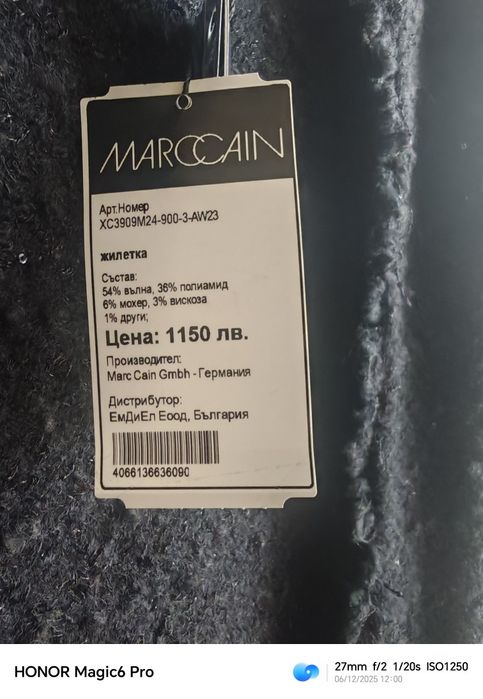 MARCCAIN
Арт.Номер
XC3909M24-900-3-AW23
жилетка
Състав:
54% вълна, 36% полиамид
6% мохер, 3% вискоза
1% други;
Цена: 1150 лв.
Производител:
Marc Cain Gmbh - Германия
Дистрибутор:
ЕмДиЕл Еоод, България
4066136636090
HONOR Magic6 Pro
27mm f/2 1/20s ISO1250
06/12/2025 12:00